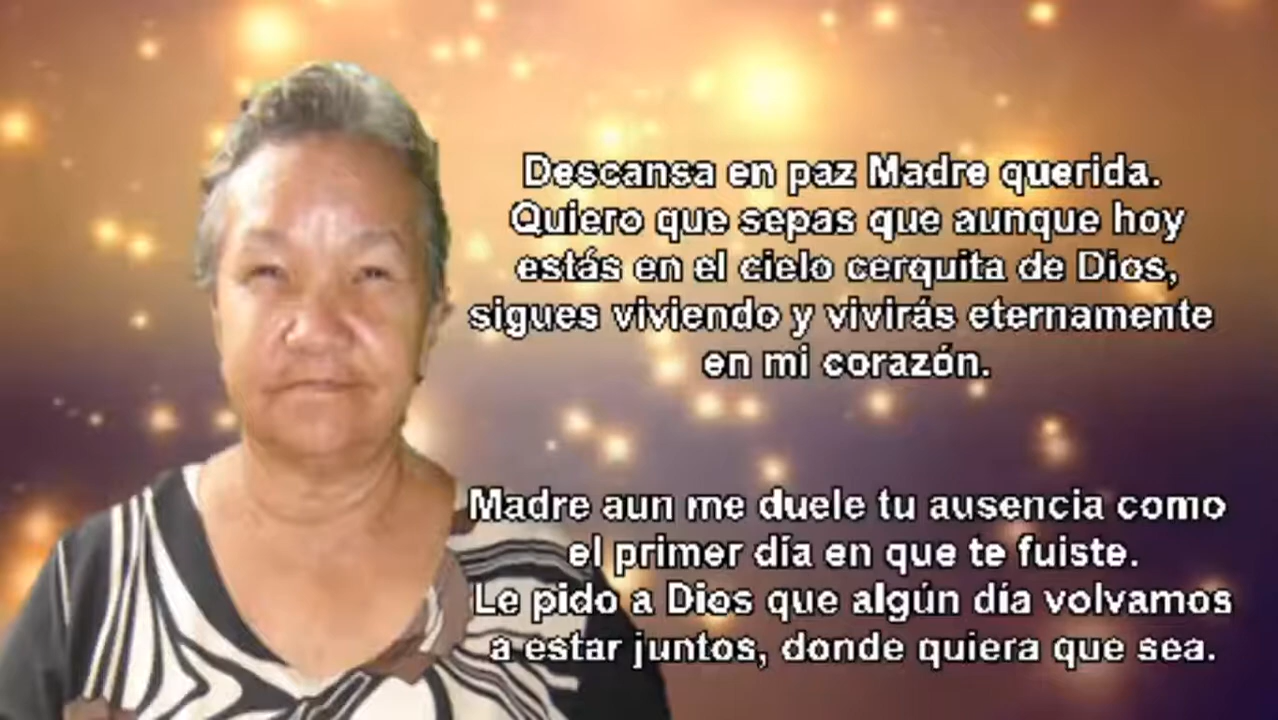 Descansa en paz Madre querida.
Quiero que sepas que aunque hoy
estás en el cielo cerquita de Dios,
sigues viviendo y vivirás eternamente
en mi corazón.
Madre aun me duele tu ausencia como
el primer día en que te fuiste.
Le pido a Dios que algún día volvamos
a estar juntos, donde quiera que sea.